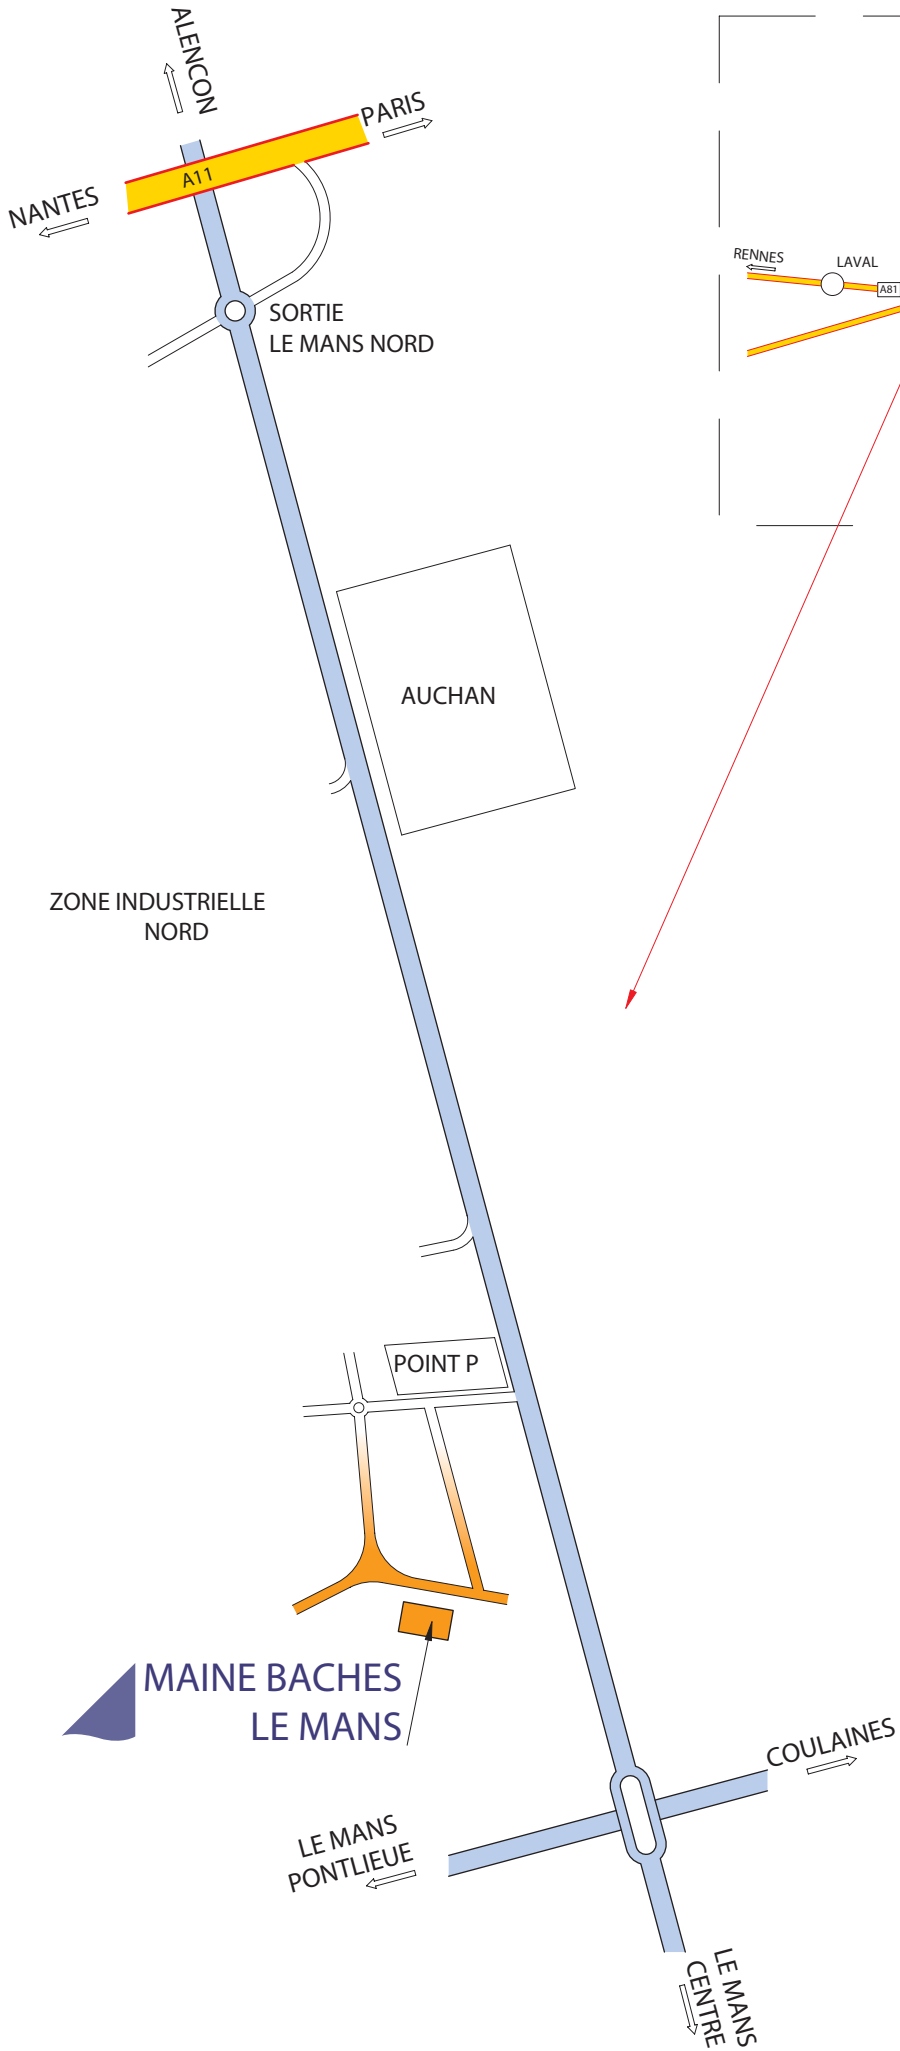 ALENCON
PARIS
A11
NANTES
RENNES
LAVAL
A81
SORTIE
LE MANS NORD
AUCHAN
ZONE INDUSTRIELLE
NORD
POINT P
MAINE BACHES
LE MANS
COULAINES
LE MANS
PONTLIEUE
LE MANS
CENTRE